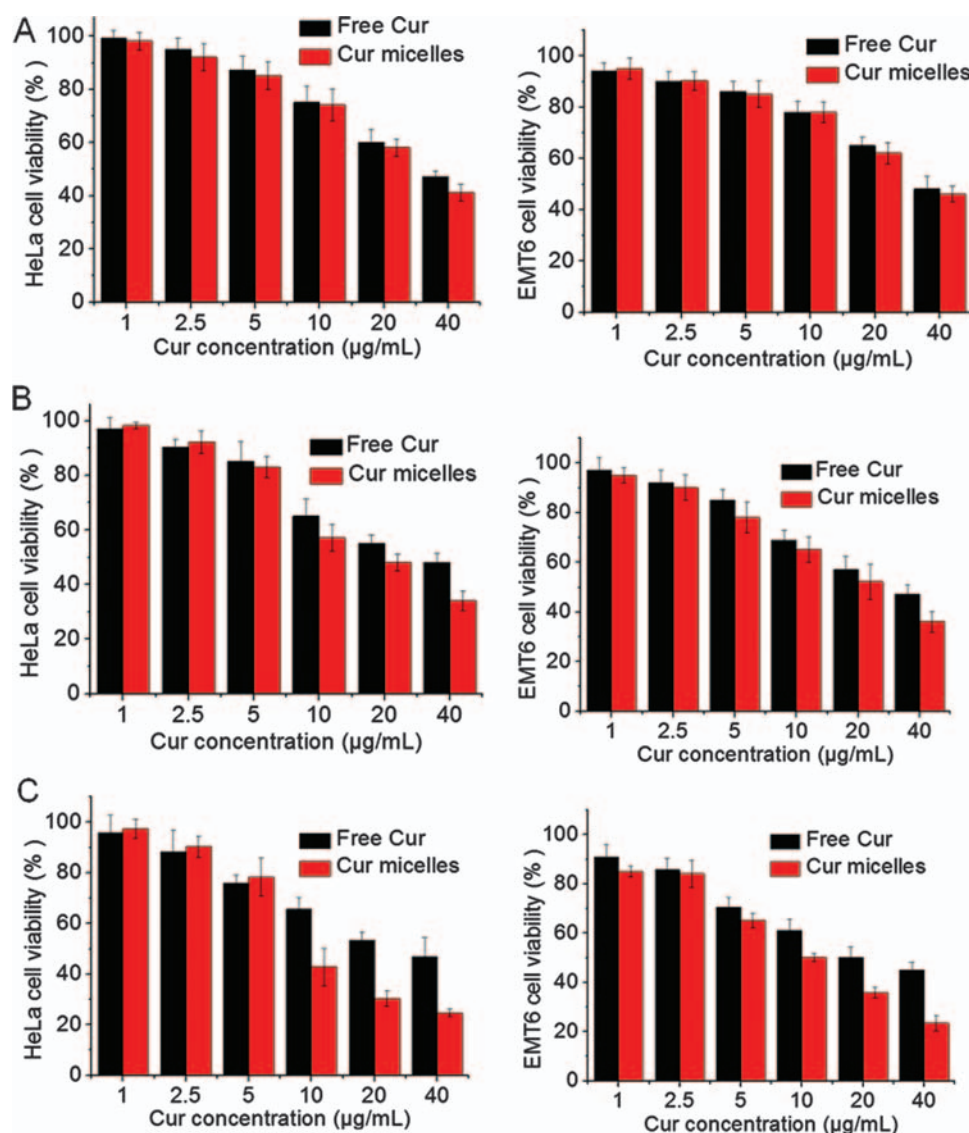 A
Free Cur
Cur micelles
HeLa cell viability (%)
100
80
60
40
20
0
1 2.5 5 10 20 40
Cur concentration (µg/mL)
Free Cur
Cur micelles
EMT6 cell viability (%)
100
80
60
40
20
0
1 2.5 5 10 20 40
Cur concentration (µg/mL)
B
Free Cur
Cur micelles
HeLa cell viability (% )
100
80
60
40
20
0
1 2.5 5 10 20 40
Cur concentration (µg/mL)
Free Cur
Cur micelles
EMT6 cell viability (% )
100
80
60
40
20
0
1 2.5 5 10 20 40
Cur concentration (µg/mL)
C
Free Cur
Cur micelles
HeLa cell viability (% )
100
80
60
40
20
0
1 2.5 5 10 20 40
Cur concentration (µg/mL)
Free Cur
Cur micelles
EMT6 cell viability (% )
100
80
60
40
20
0
1 2.5 5 10 20 40
Cur concentration (µg/mL)